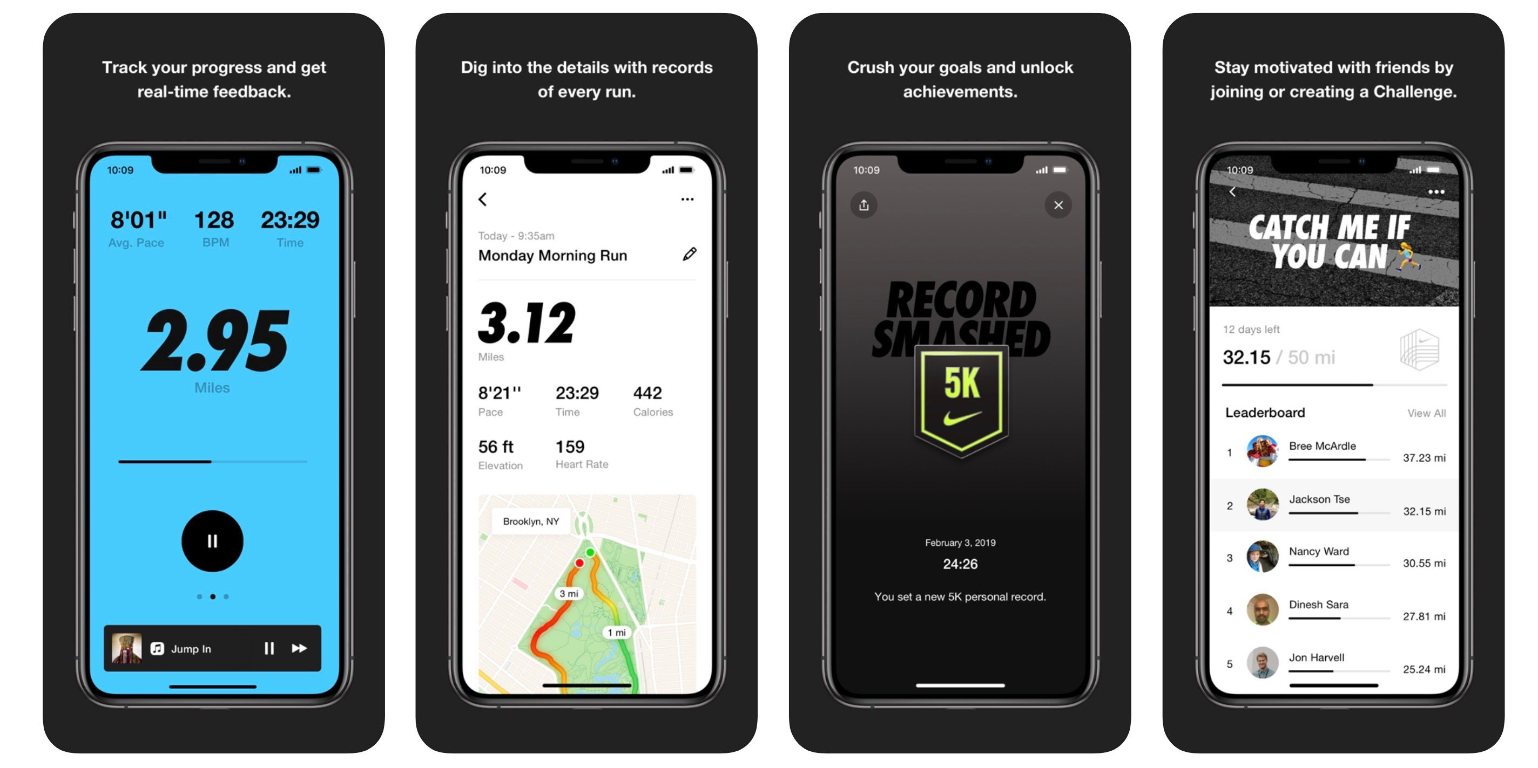 Track your progress and get
real-time feedback.
10:09
8'01" 128 23:29
Avg. Pace BPM Time
2.95
Miles
Jump In
Dig into the details with records
of every run.
10:09
Today - 9:35am
Monday Morning Run
3.12
Miles
8'21'' 23:29 442
Pace Time Calories
56 ft 159
Elevation Heart Rate
Brooklyn, NY
3 mi
1 mi
Crush your goals and unlock
achievements.
10:09
RECORD
SMASHED
5K
February 3, 2019
24:26
You set a new 5K personal record.
Stay motivated with friends by
joining or creating a Challenge.
10:09
CATCH ME IF
YOU CAN
12 days left
32.15 / 50 mi
Leaderboard View All
1 Bree McArdle 37.23 mi
2 Jackson Tse 32.15 mi
3 Nancy Ward 30.55 mi
4 Dinesh Sara 27.81 mi
5 Jon Harvell 25.24 mi